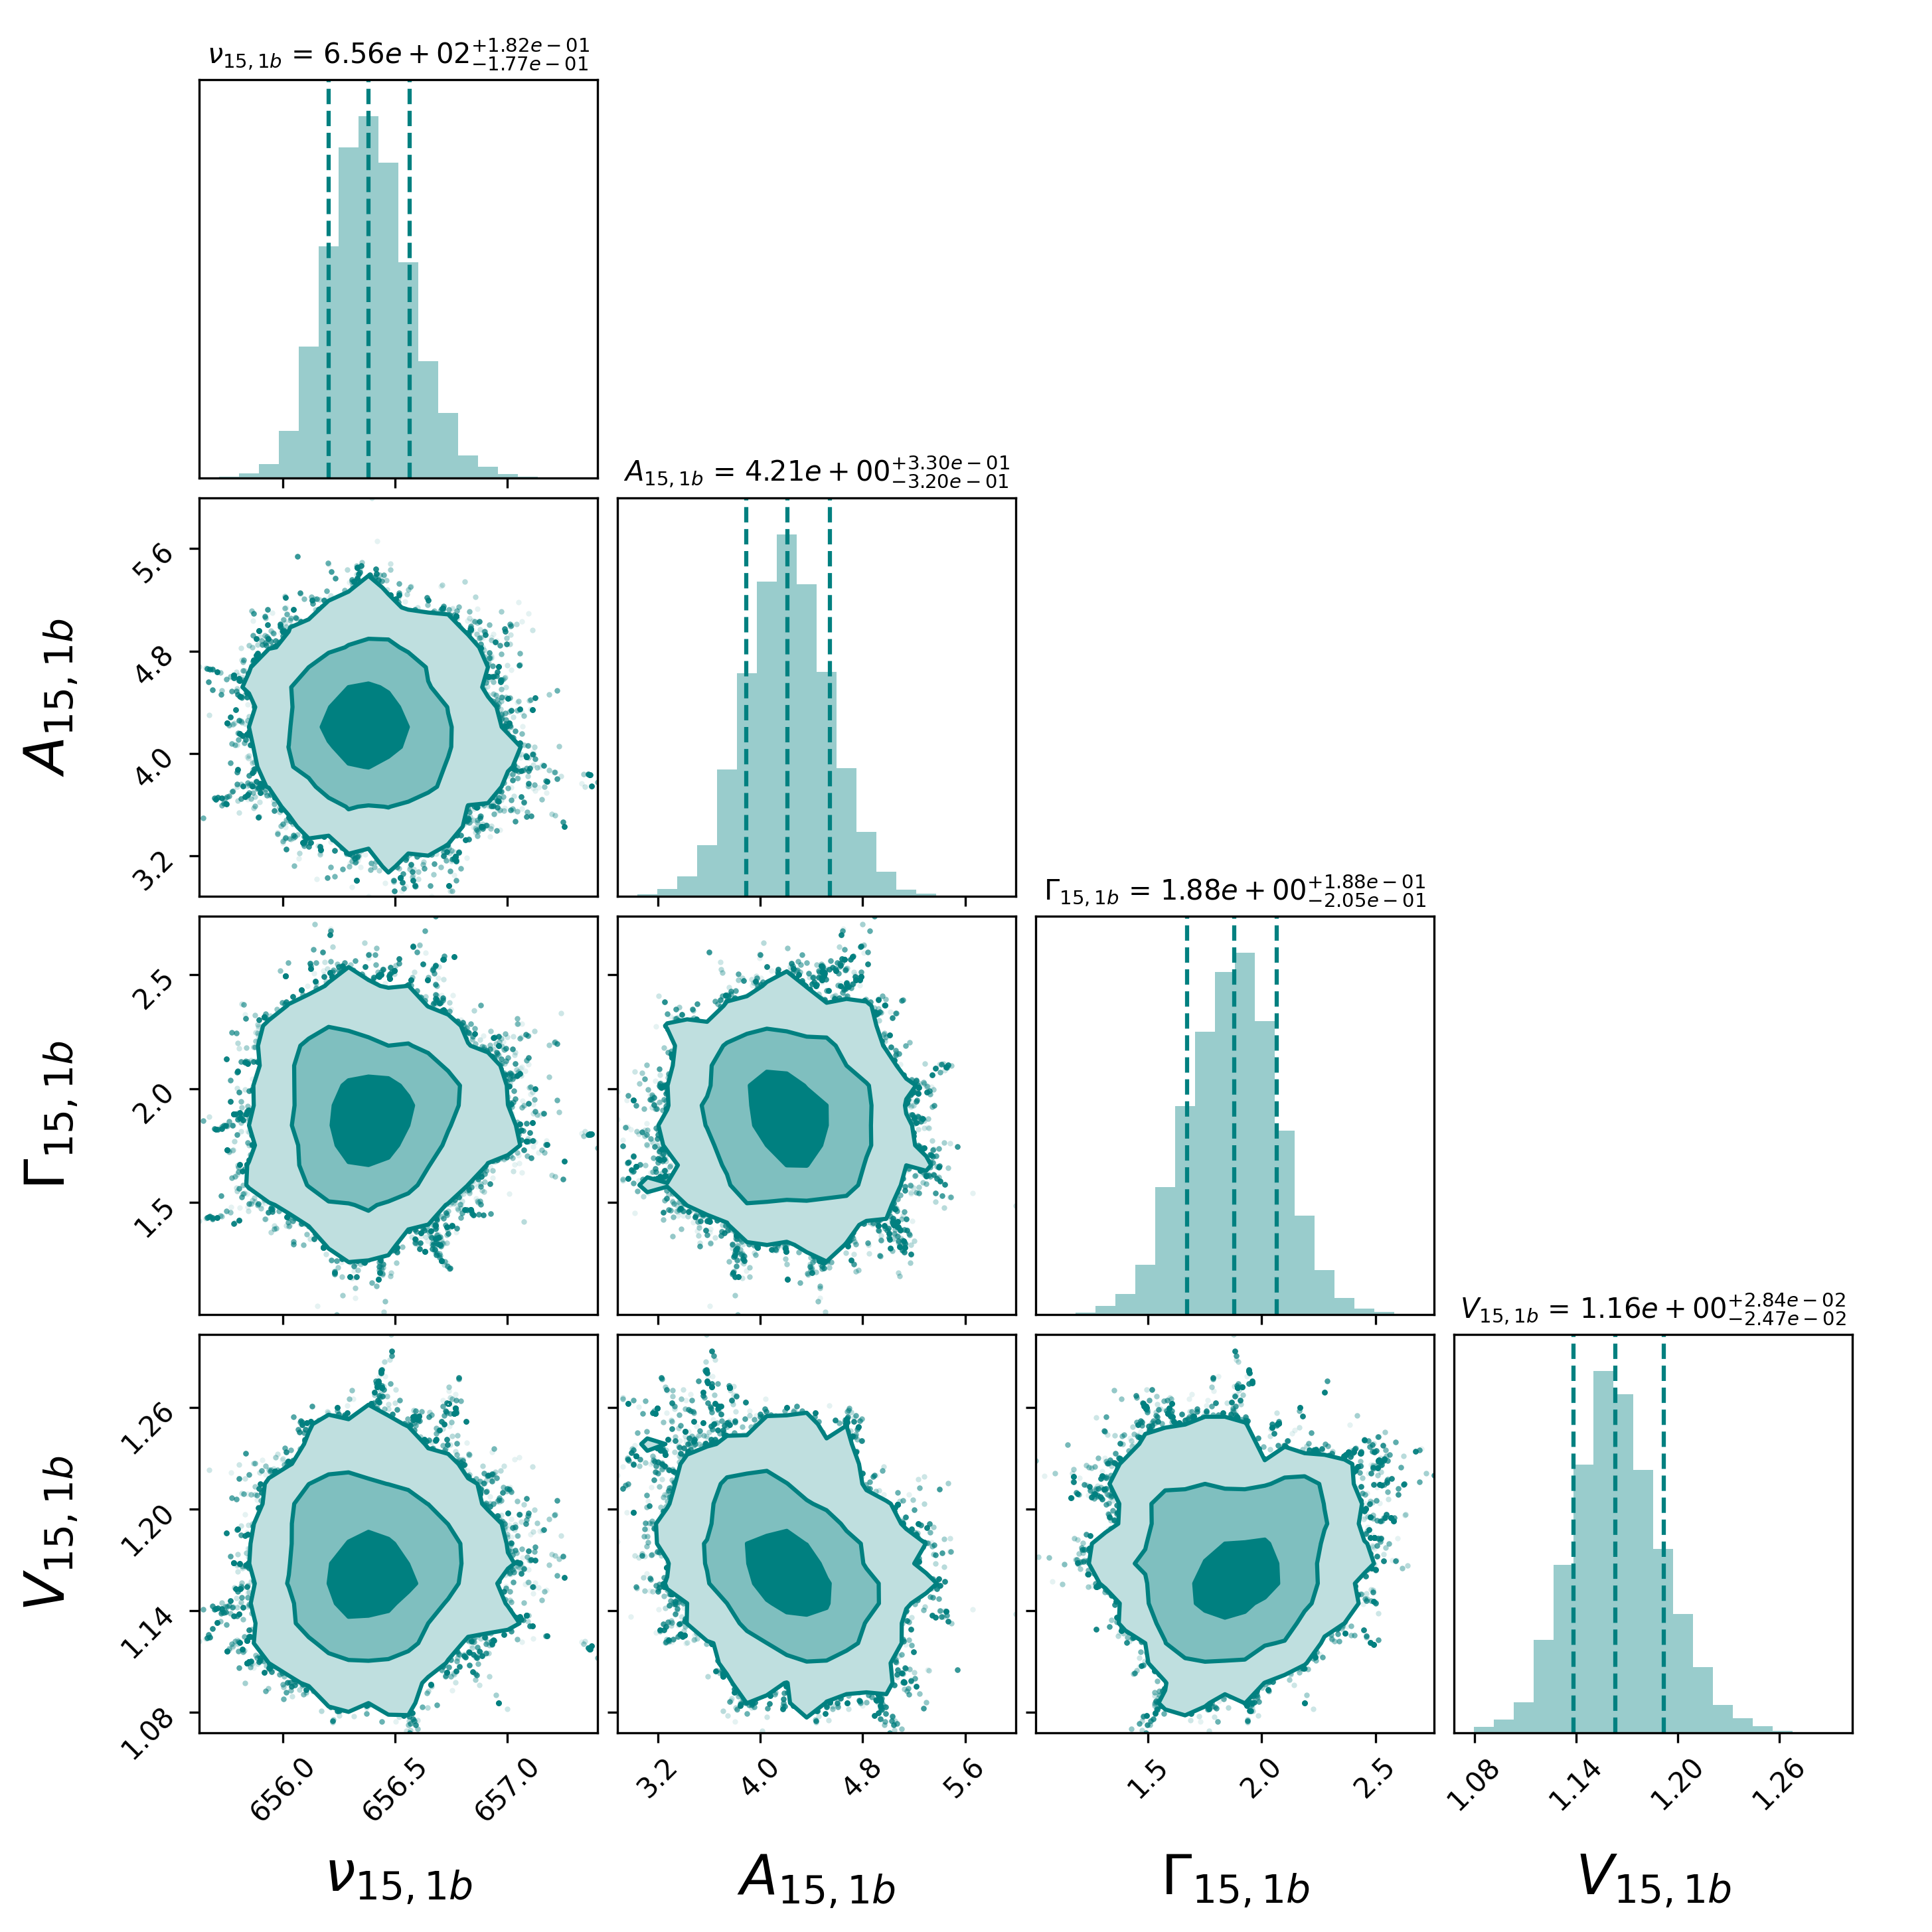 ν15, 1b = 6.56e + 02 +1.82e − 01 −1.77e − 01
A15, 1b = 4.21e + 00 +3.30e − 01 −3.20e − 01
5.6
4.8
4.0
3.2
A15, 1b
Γ15, 1b = 1.88e + 00 +1.88e − 01 −2.05e − 01
2.5
2.0
1.5
Γ15, 1b
V15, 1b = 1.16e + 00 +2.84e − 02 −2.47e − 02
1.26
1.20
1.14
1.08
V15, 1b
656.0 656.5 657.0 3.2 4.0 4.8 5.6 1.5 2.0 2.5 1.08 1.14 1.20 1.26
ν15, 1b A15, 1b Γ15, 1b V15, 1b